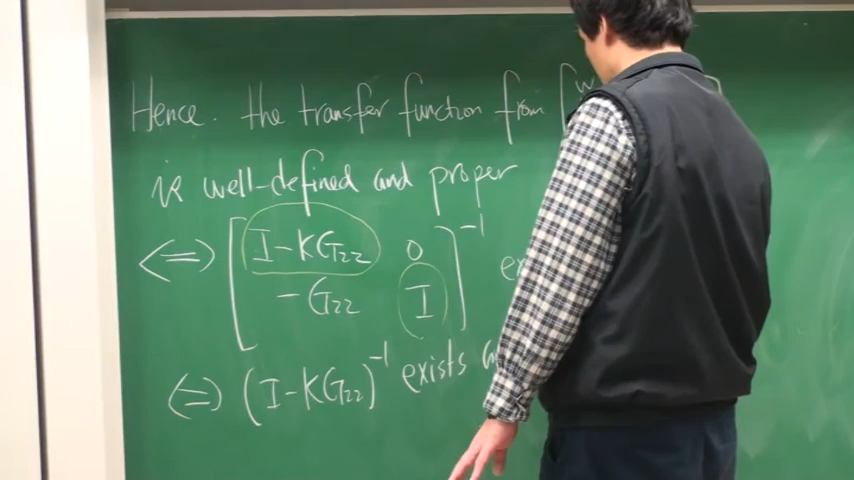 Hence. the transfer function from [w
is well-defined and proper
<=> [I-KG₂₂ 0
-G₂₂ I]⁻¹
<=> (I-KG₂₂)⁻¹ exists